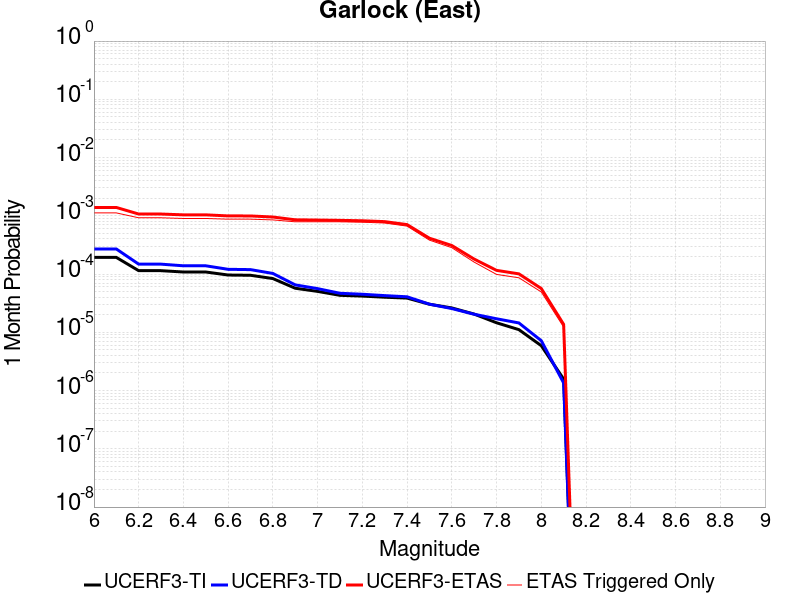 Garlock (East)
1 Month Probability
10^0
10^-1
10^-2
10^-3
10^-4
10^-5
10^-6
10^-7
10^-8
6 6.2 6.4 6.6 6.8 7 7.2 7.4 7.6 7.8 8 8.2 8.4 8.6 8.8 9
Magnitude
UCERF3-TI UCERF3-TD UCERF3-ETAS ETAS Triggered Only